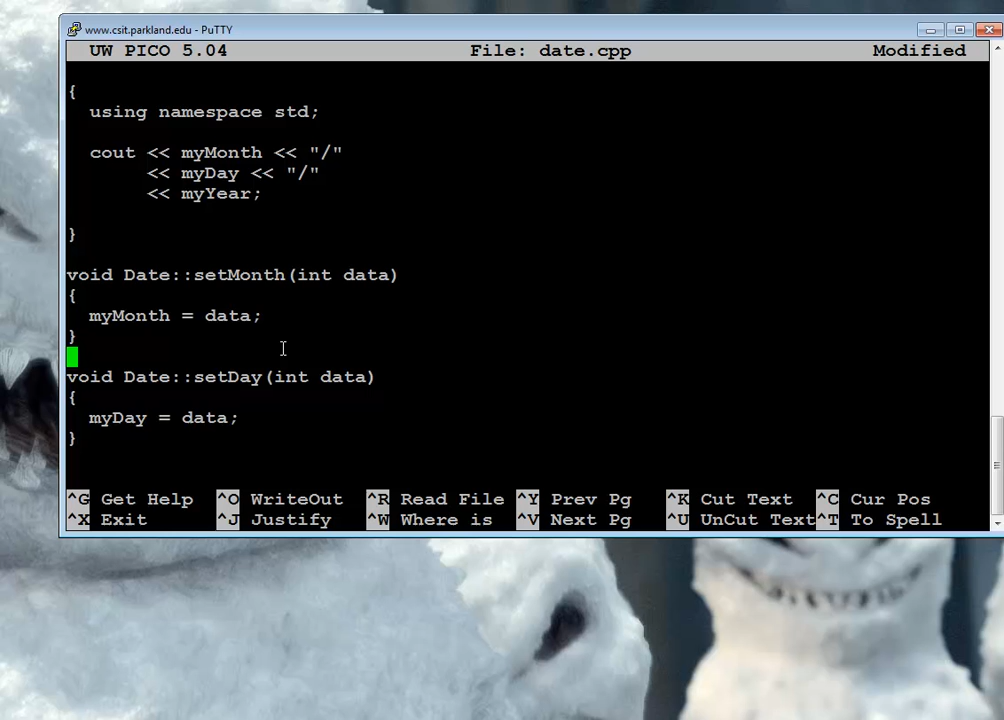 www.csit.parkland.edu - PuTTY
UW PICO 5.04 File: date.cpp Modified
{
using namespace std;
cout << myMonth << "/"
<< myDay << "/"
<< myYear;
}
void Date::setMonth(int data)
{
myMonth = data;
}
void Date::setDay(int data)
{
myDay = data;
}
^G Get Help ^O WriteOut ^R Read File ^Y Prev Pg ^K Cut Text ^C Cur Pos
^X Exit ^J Justify ^W Where is ^V Next Pg ^U UnCut Text^T To Spell